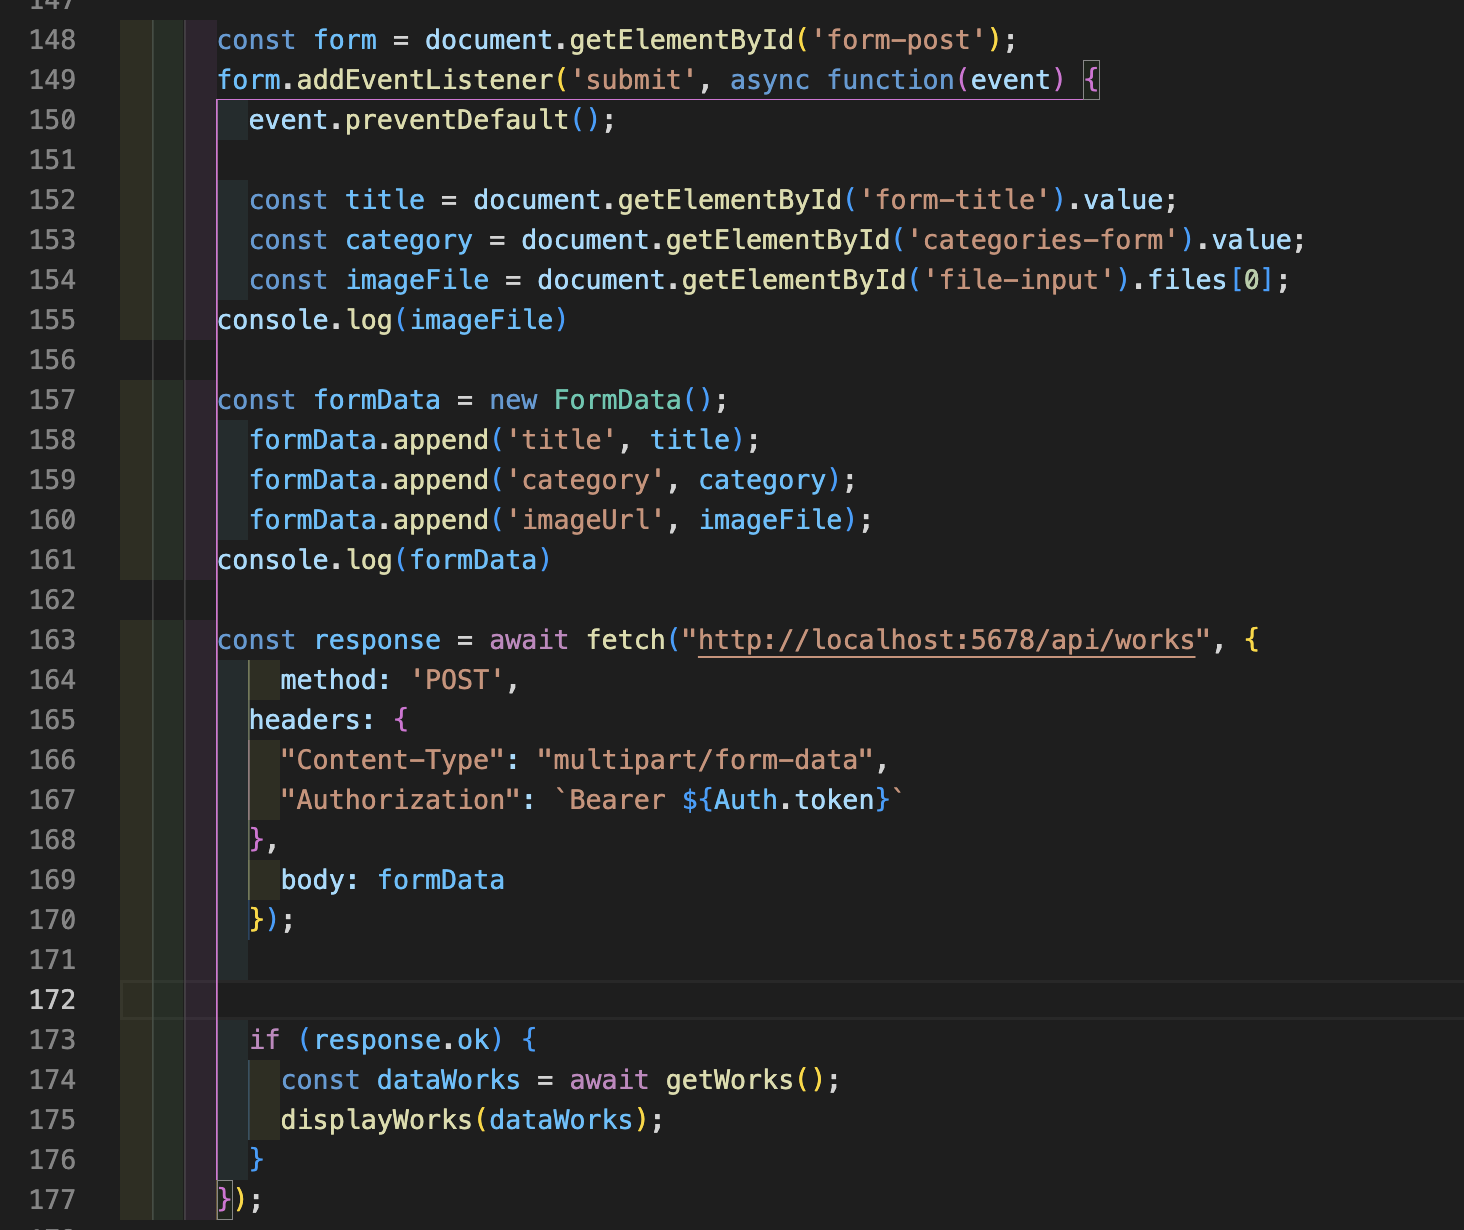 148 const form = document.getElementById('form-post');
149 form.addEventListener('submit', async function(event) {
150 event.preventDefault();
151
152 const title = document.getElementById('form-title').value;
153 const category = document.getElementById('categories-form').value;
154 const imageFile = document.getElementById('file-input').files[0];
155 console.log(imageFile)
156
157 const formData = new FormData();
158 formData.append('title', title);
159 formData.append('category', category);
160 formData.append('imageUrl', imageFile);
161 console.log(formData)
162
163 const response = await fetch("http://localhost:5678/api/works", {
164 method: 'POST',
165 headers: {
166 "Content-Type": "multipart/form-data",
167 "Authorization": `Bearer ${Auth.token}`
168 },
169 body: formData
170 });
171
172
173 if (response.ok) {
174 const dataWorks = await getWorks();
175 displayWorks(dataWorks);
176 }
177 });